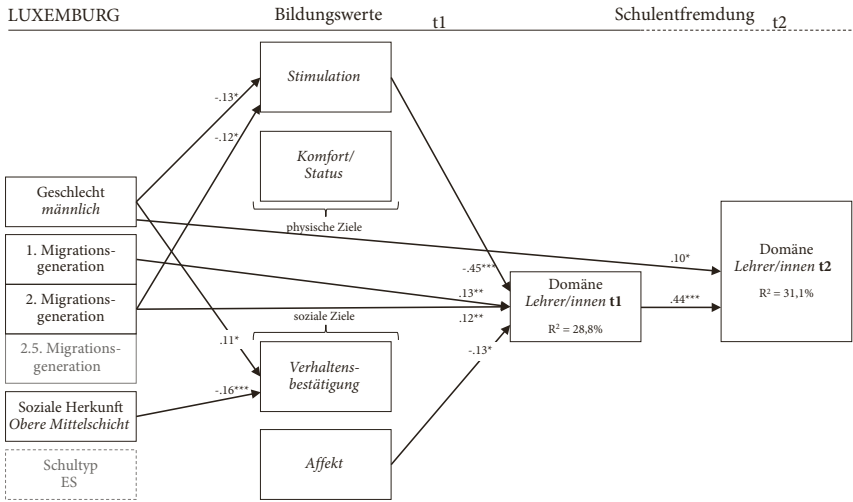 LUXEMBURG
Bildungswerte
t1
Schulentfremdung
t2
Stimulation
-.13*
-.12*
Komfort/
Status
physische Ziele
Geschlecht
männlich
1. Migrations-
generation
2. Migrations-
generation
2.5. Migrations-
generation
Soziale Herkunft
Obere Mittelschicht
Schultyp
ES
soziale Ziele
.11*
-.16***
Verhaltens-
bestätigung
Affekt
-.45***
.13**
.12**
-.13*
Domäne
Lehrer/innen t1
R² = 28,8%
.10*
.44***
Domäne
Lehrer/innen t2
R² = 31,1%